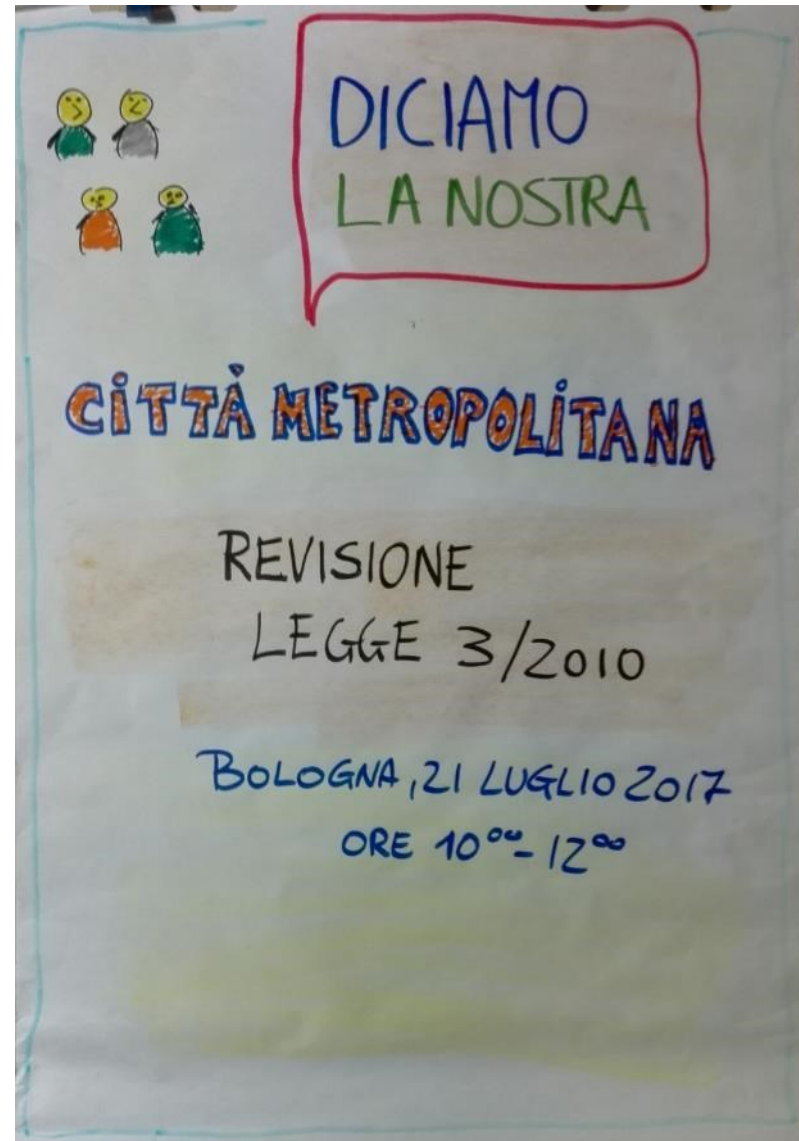 DICIAMO
LA NOSTRA
CITTÀ METROPOLITANA
REVISIONE
LEGGE 3/2010
BOLOGNA, 21 LUGLIO 2017
ORE 10⁰⁰-12⁰⁰